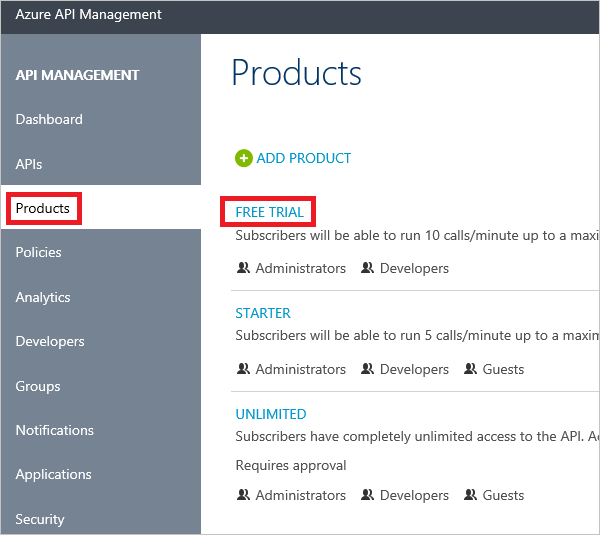 Azure API Management
API MANAGEMENT
Dashboard
APIs
Products
Policies
Analytics
Developers
Groups
Notifications
Applications
Security
Products
ADD PRODUCT
FREE TRIAL
Subscribers will be able to run 10 calls/minute up to a maxi
Administrators Developers
STARTER
Subscribers will be able to run 5 calls/minute up to a maxim
Administrators Developers Guests
UNLIMITED
Subscribers have completely unlimited access to the API. Ad
Requires approval
Administrators Developers Guests